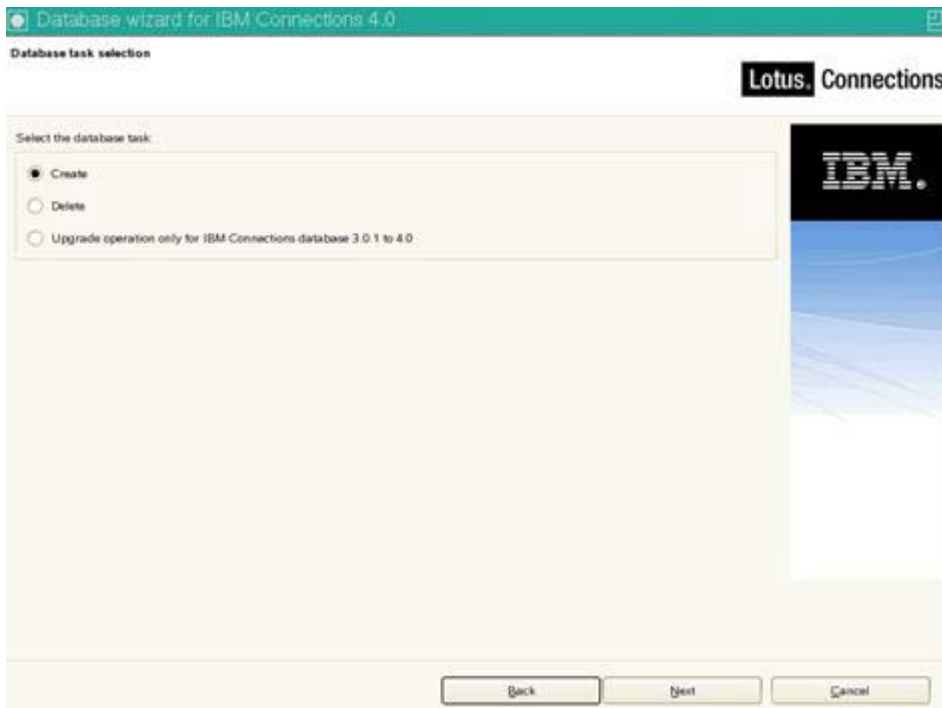 Database wizard for IBM Connections 4.0
Database task selection
Lotus. Connections
Select the database task:
IBM.
Create
Delete
Upgrade operation only for IBM Connections database 3.0.1 to 4.0
Back
Next
Cancel